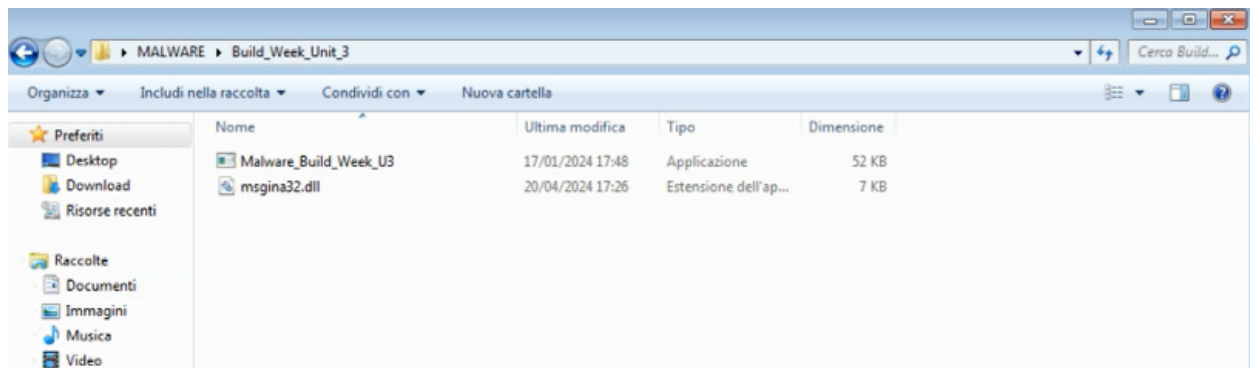 MALWARE Build_Week_Unit_3 Cerca Build...
Organizza Includi nella raccolta Condividi con Nuova cartella
Preferiti
Desktop
Download
Risorse recenti
Raccolte
Documenti
Immagini
Musica
Video
Nome Ultima modifica Tipo Dimensione
Malware_Build_Week_U3 17/01/2024 17:48 Applicazione 52 KB
msgina32.dll 20/04/2024 17:26 Estensione dell'ap... 7 KB